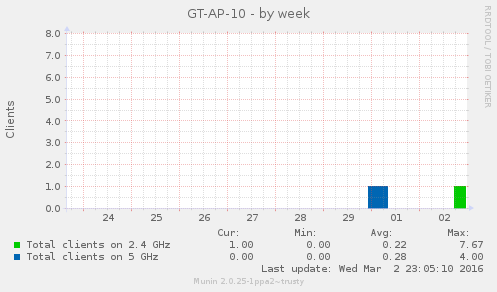 GT-AP-10 - by week
RRDTOOL / TOBI OETIKER
Clients
8.0
7.0
6.0
5.0
4.0
3.0
2.0
1.0
0.0
24 25 26 27 28 29 01 02
Cur: Min: Avg: Max:
Total clients on 2.4 GHz 1.00 0.00 0.22 7.67
Total clients on 5 GHz 0.00 0.00 0.28 4.00
Last update: Wed Mar 2 23:05:10 2016
Munin 2.0.25-1ppa2~trusty